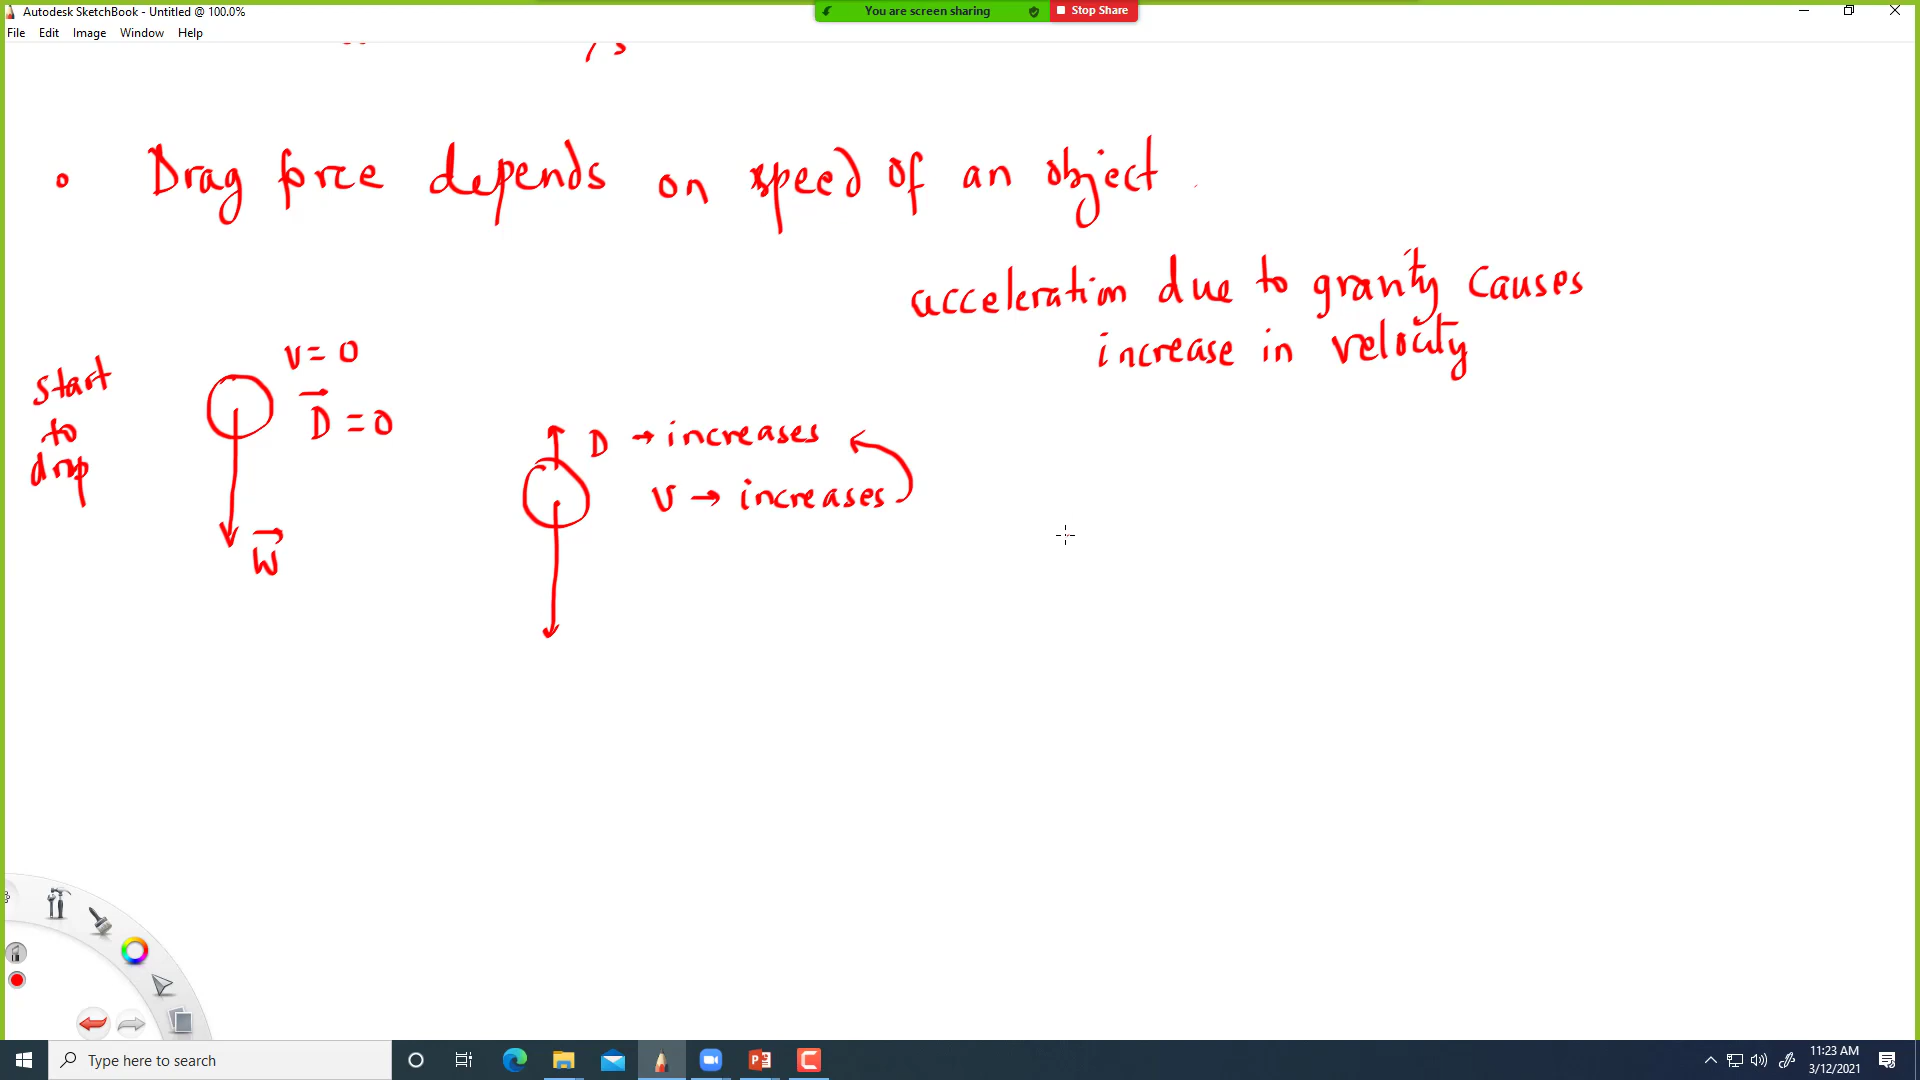 Autodesk SketchBook - Untitled @ 100.0%
You are screen sharing
Stop Share
File Edit Image Window Help
Drag force depends on speed of an object
acceleration due to gravity causes
increase in velocity
start
to
drop
v = 0
D = 0
W
D → increases
v → increases
Type here to search
11:23 AM
3/12/2021